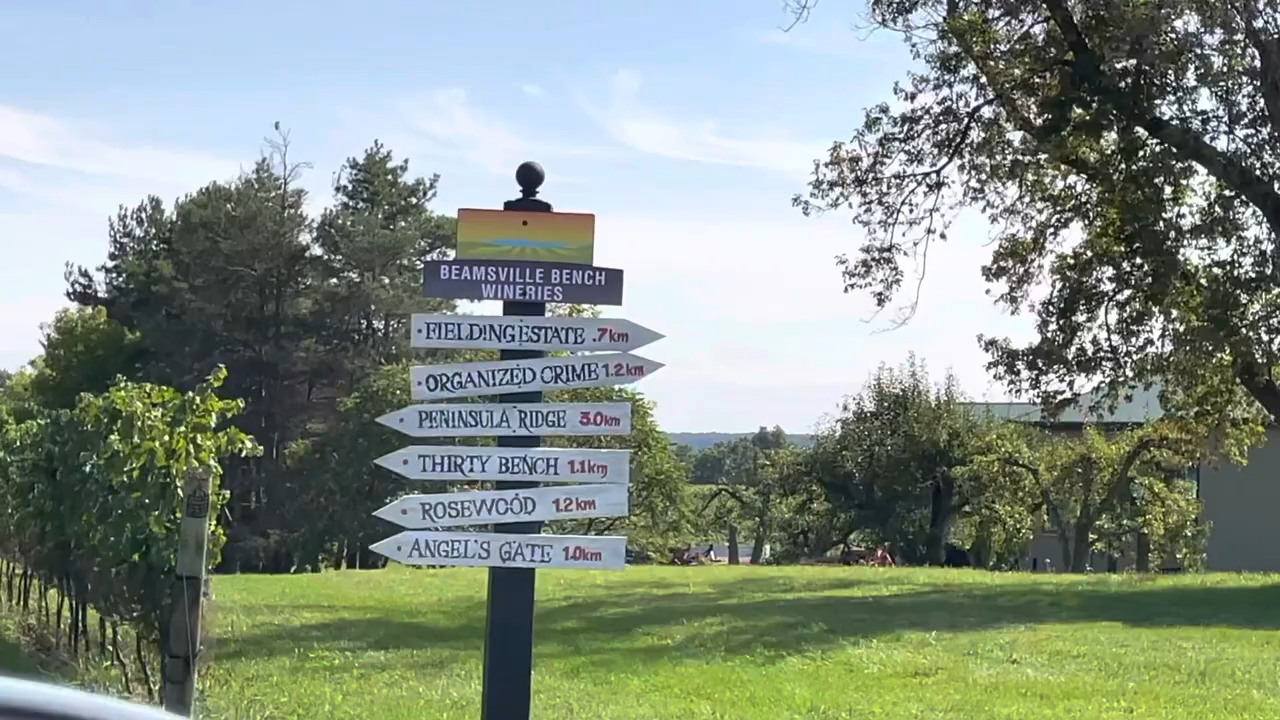 BEAMSVILLE BENCH
WINERIES
FIELDING ESTATE .7km
ORGANIZED CRIME 1.2km
PENINSULA RIDGE 3.0km
THIRTY BENCH 1.1km
ROSEWOOD 1.2km
ANGEL'S GATE 1.0km